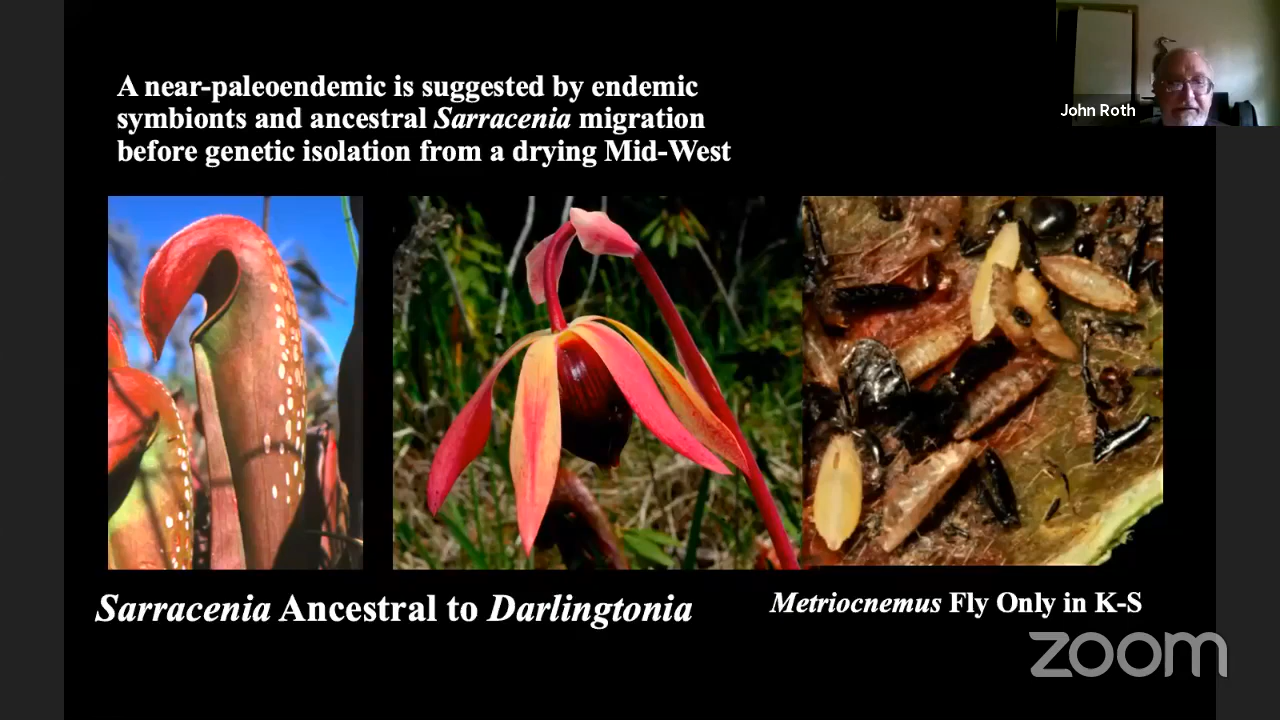 A near-paleoendemic is suggested by endemic
symbionts and ancestral Sarracenia migration
before genetic isolation from a drying Mid-West
John Roth
Sarracenia Ancestral to Darlingtonia
Metriocnemus Fly Only in K-S
zoom